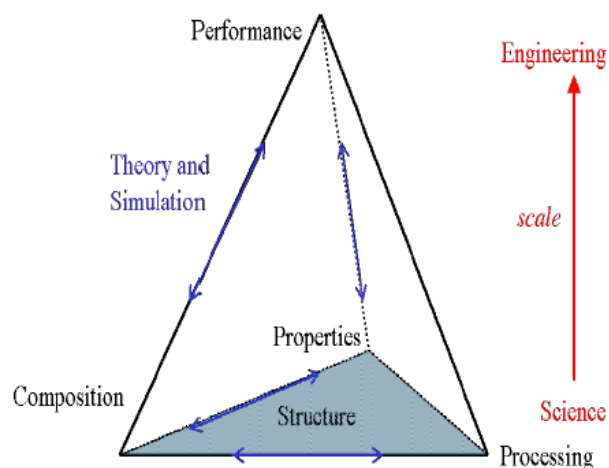 Performance
Engineering
Theory and
Simulation
scale
Properties
Composition
Structure
Science
Processing